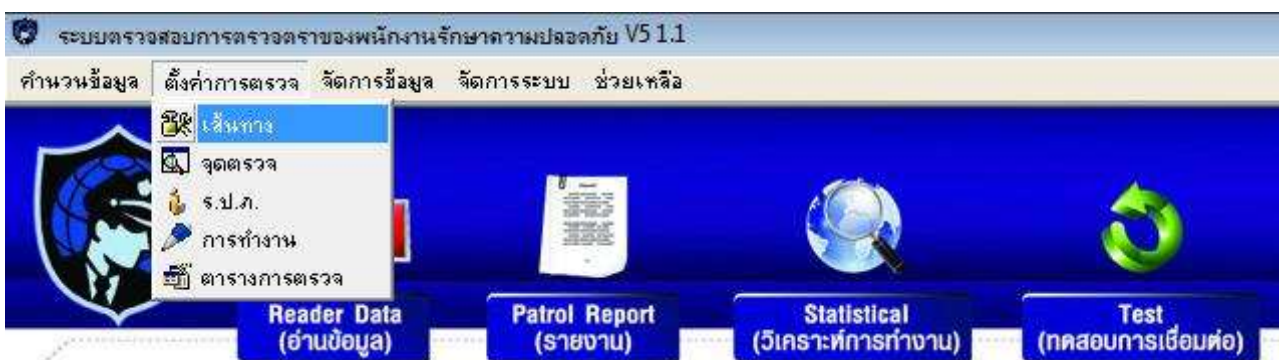 ระบบตรวจสอบการตรวจตราของพนักงานรักษาความปลอดภัย V5 1.1
คำนวนข้อมูล ตั้งค่าการตรวจ จัดการข้อมูล จัดการระบบ ช่วยเหลือ
เส้นทาง
จุดตรวจ
ร.ป.ภ.
การทำงาน
ตารางการตรวจ
Reader Data Patrol Report Statistical Test
(อ่านข้อมูล) (รายงาน) (วิเคราะห์การทำงาน) (ทดสอบการเชื่อมต่อ)